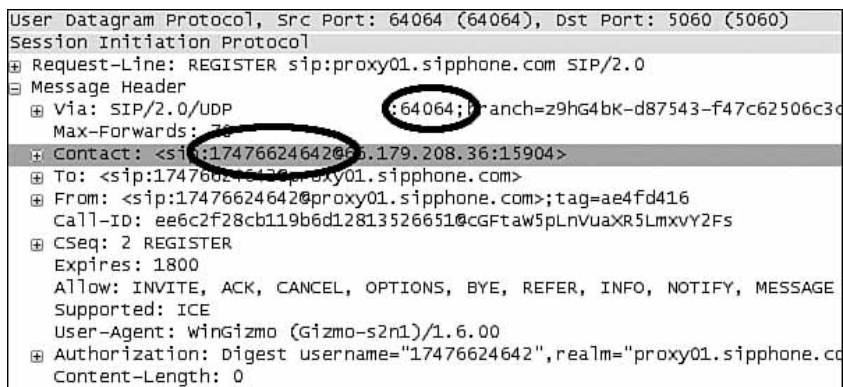 User Datagram Protocol, Src Port: 64064 (64064), Dst Port: 5060 (5060)
Session Initiation Protocol
Request-Line: REGISTER sip:proxy01.sipphone.com SIP/2.0
Message Header
Via: SIP/2.0/UDP :64064;branch=z9hG4bK-d87543-f47c62506c3c
Max-Forwards: 70
Contact: <sip:17476624642@66.179.208.36:15904>
To: <sip:17476624642@proxy01.sipphone.com>
From: <sip:17476624642@proxy01.sipphone.com>;tag=ae4fd416
Call-ID: ee6c2f28cb119b6d12813526651@cGFtaW5pLnVuaXR5LmxvY2Fs
CSeq: 2 REGISTER
Expires: 1800
Allow: INVITE, ACK, CANCEL, OPTIONS, BYE, REFER, INFO, NOTIFY, MESSAGE
Supported: ICE
User-Agent: WinGizmo (Gizmo-s2n1)/1.6.00
Authorization: Digest username="17476624642",realm="proxy01.sipphone.co
Content-Length: 0